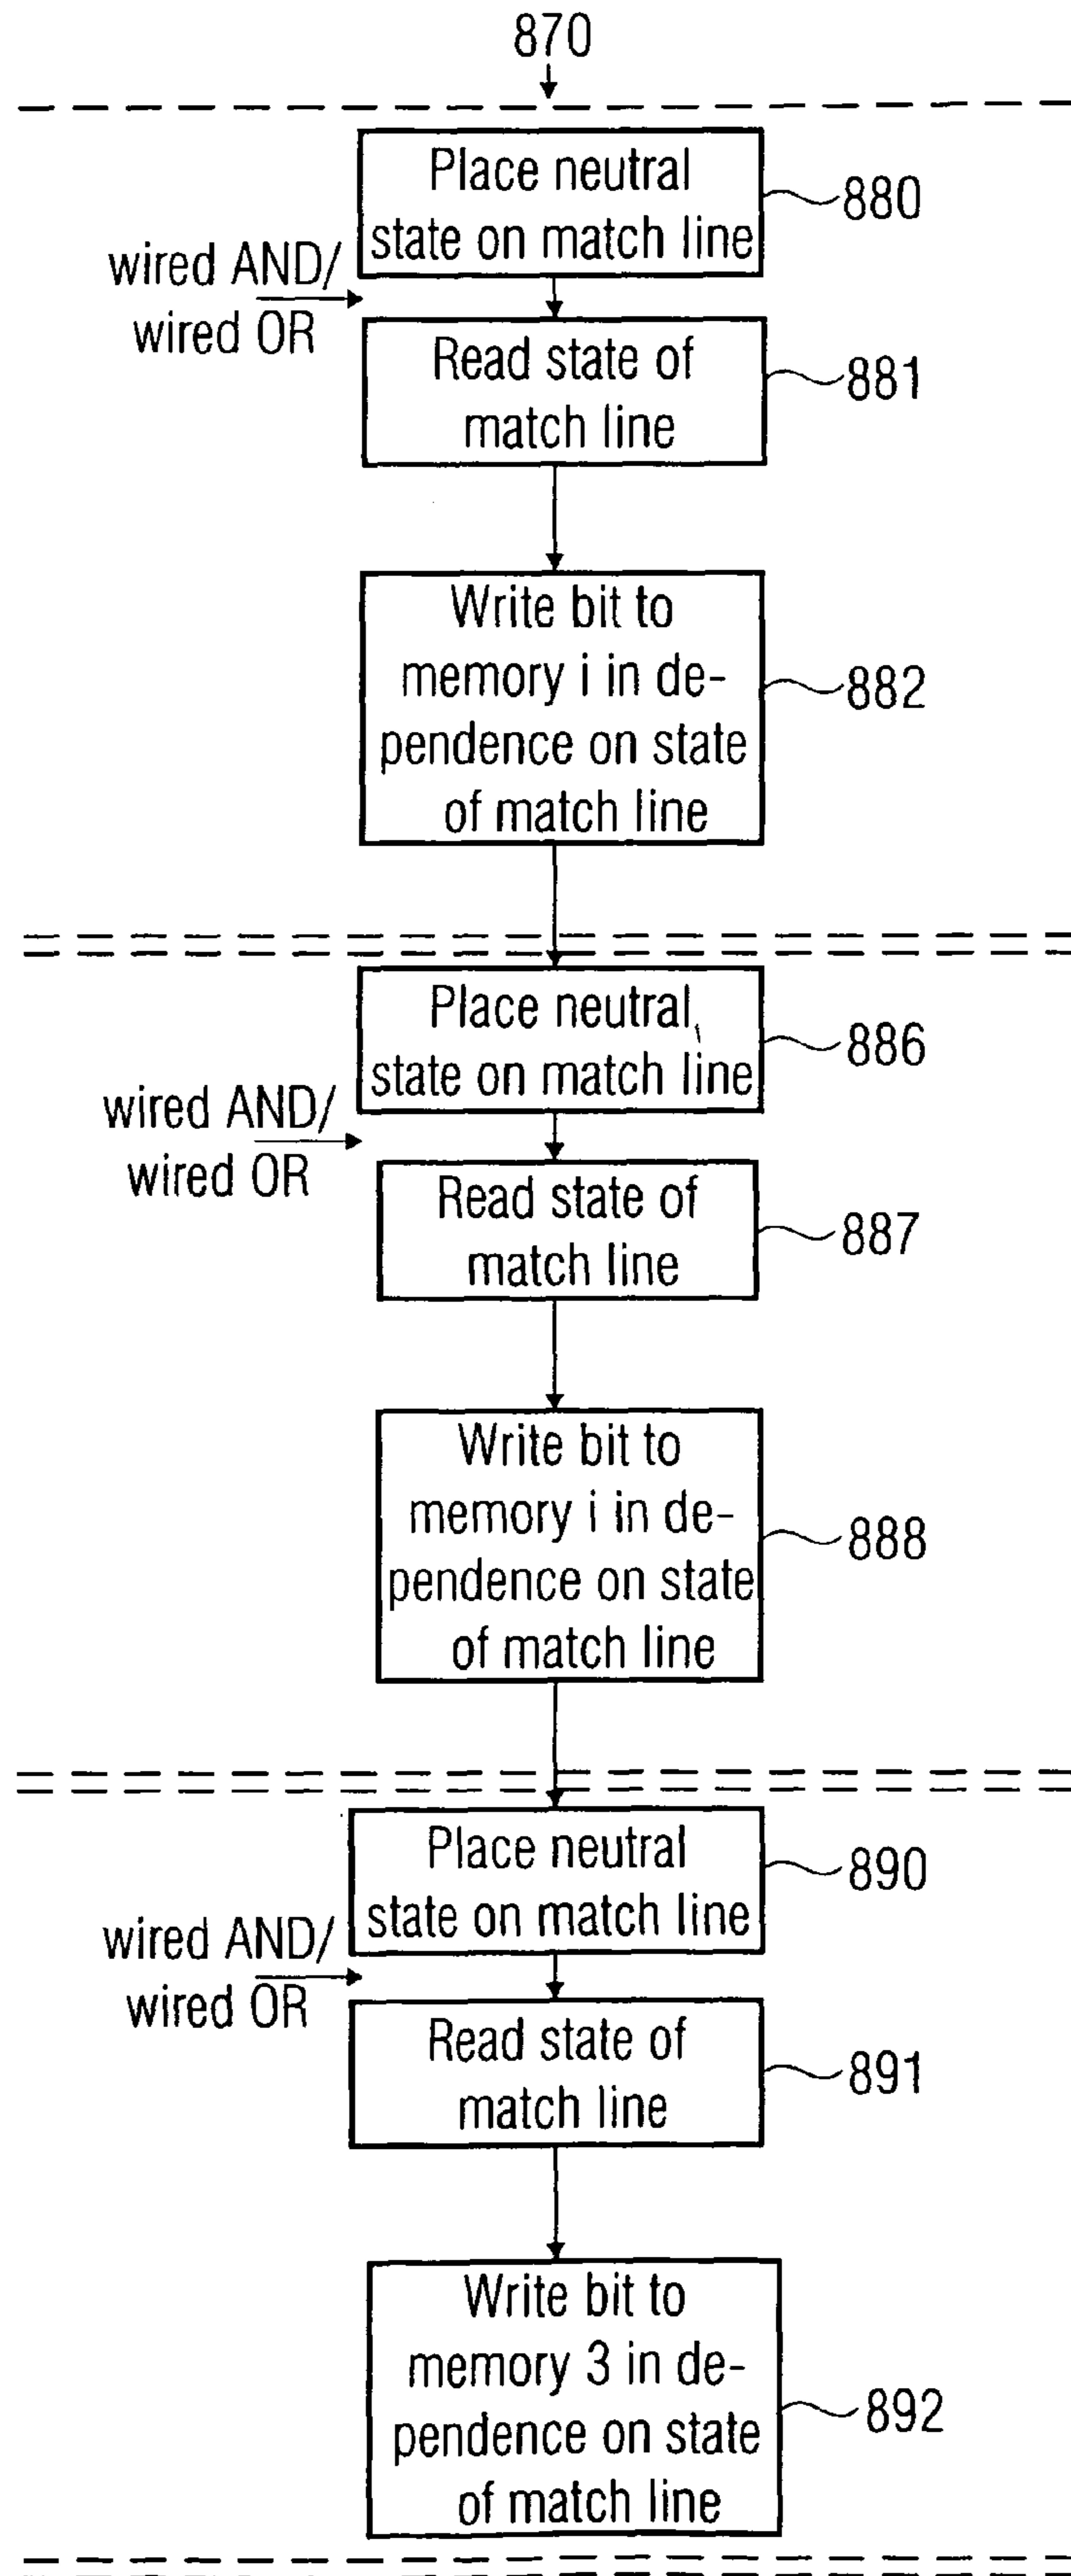 870
Place neutral
state on match line
880
wired AND/
wired OR
Read state of
match line
881
Write bit to
memory i in de-
pendence on state
of match line
882
Place neutral
state on match line
886
wired AND/
wired OR
Read state of
match line
887
Write bit to
memory i in de-
pendence on state
of match line
888
Place neutral
state on match line
890
wired AND/
wired OR
Read state of
match line
891
Write bit to
memory 3 in de-
pendence on state
of match line
892